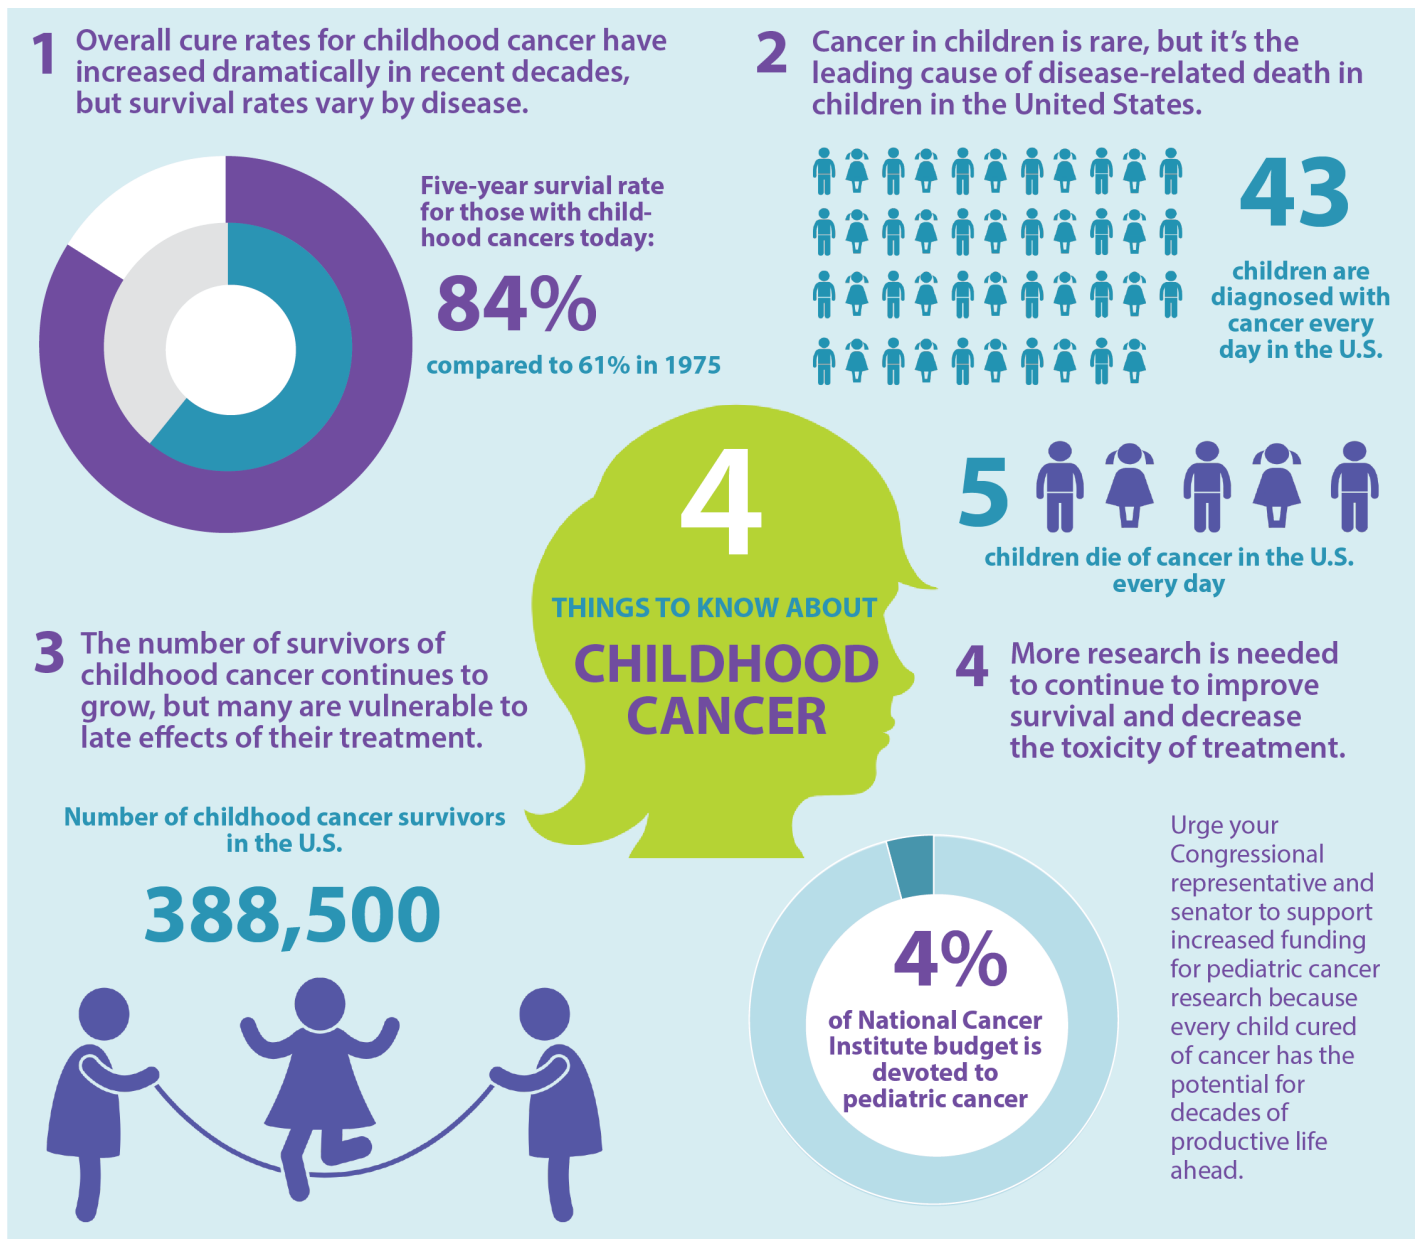 1 Overall cure rates for childhood cancer have
increased dramatically in recent decades,
but survival rates vary by disease.
Five-year survial rate
for those with child-
hood cancers today:
84%
compared to 61% in 1975
2 Cancer in children is rare, but it's the
leading cause of disease-related death in
children in the United States.
43
children are
diagnosed with
cancer every
day in the U.S.
5
children die of cancer in the U.S.
every day
4
THINGS TO KNOW ABOUT
CHILDHOOD
CANCER
3 The number of survivors of
childhood cancer continues to
grow, but many are vulnerable to
late effects of their treatment.
Number of childhood cancer survivors
in the U.S.
388,500
4 More research is needed
to continue to improve
survival and decrease
the toxicity of treatment.
4%
of National Cancer
Institute budget is
devoted to
pediatric cancer
Urge your
Congressional
representative and
senator to support
increased funding
for pediatric cancer
research because
every child cured
of cancer has the
potential for
decades of
productive life
ahead.